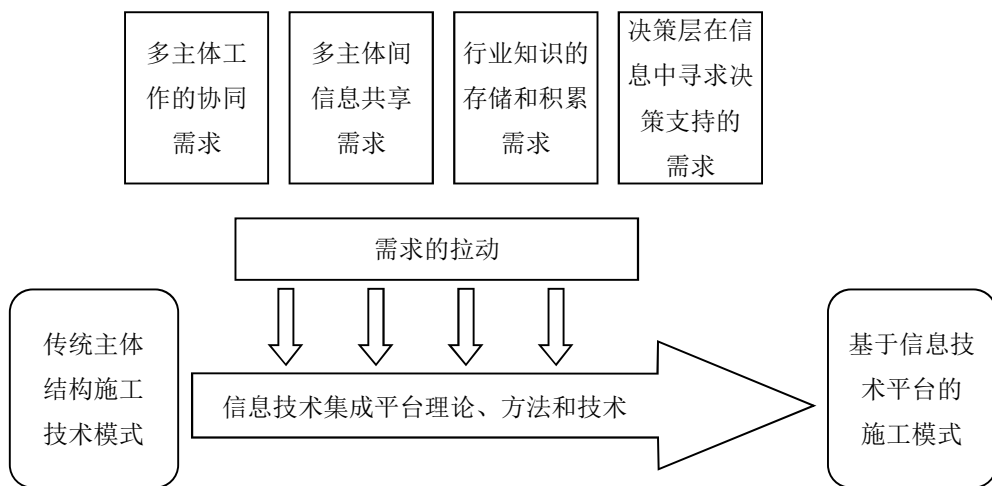 多主体工
作的协同
需求
多主体间
信息共享
需求
行业知识的
存储和积累
需求
决策层在信
息中寻求决
策支持的
需求
需求的拉动
传统主体
结构施工
技术模式
信息技术集成平台理论、方法和技术
基于信息技
术平台的
施工模式